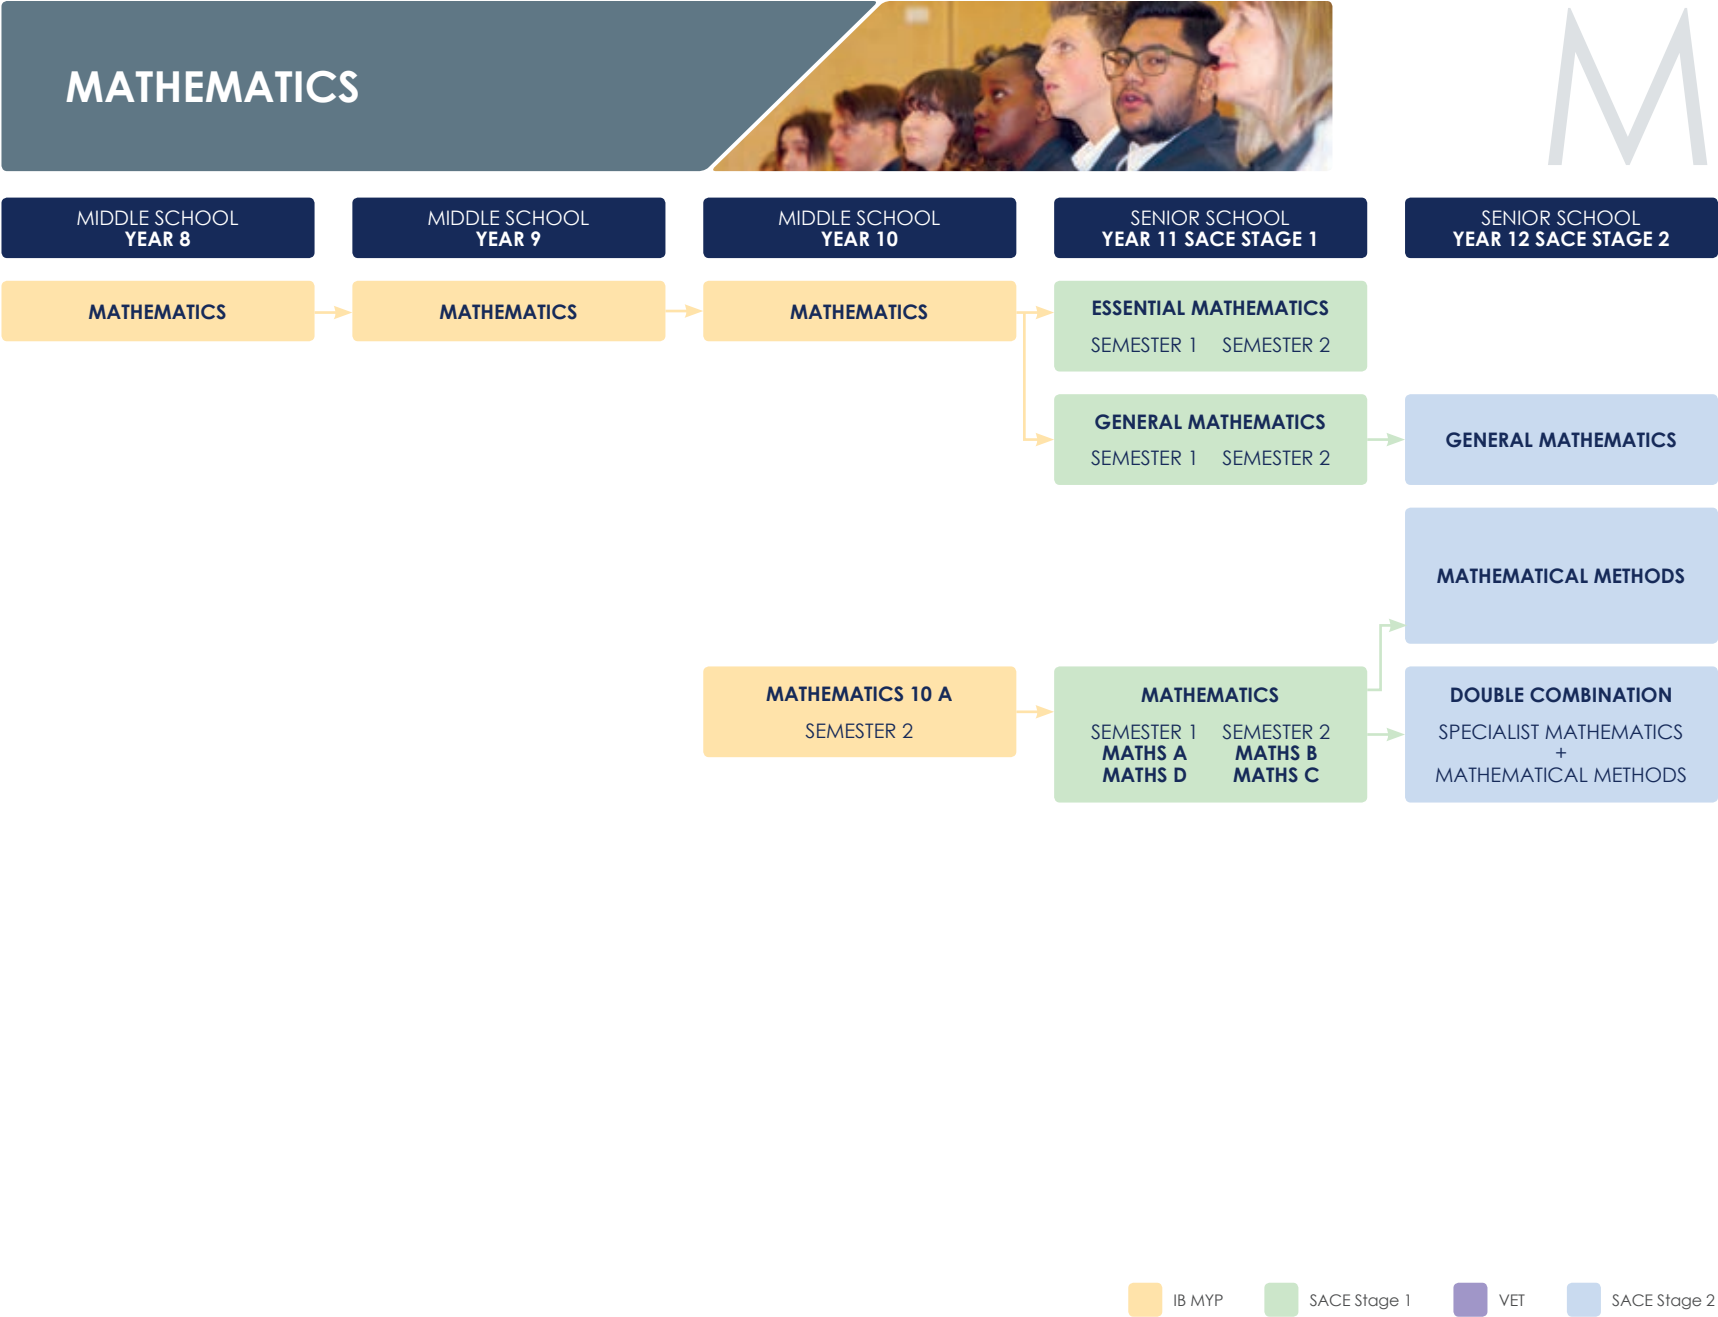 MATHEMATICS
M
MIDDLE SCHOOL
YEAR 8
MIDDLE SCHOOL
YEAR 9
MIDDLE SCHOOL
YEAR 10
SENIOR SCHOOL
YEAR 11 SACE STAGE 1
SENIOR SCHOOL
YEAR 12 SACE STAGE 2
MATHEMATICS
MATHEMATICS
MATHEMATICS
ESSENTIAL MATHEMATICS
SEMESTER 1 SEMESTER 2
GENERAL MATHEMATICS
SEMESTER 1 SEMESTER 2
GENERAL MATHEMATICS
MATHEMATICAL METHODS
MATHEMATICS 10 A
SEMESTER 2
MATHEMATICS
SEMESTER 1 SEMESTER 2
MATHS A MATHS B
MATHS D MATHS C
DOUBLE COMBINATION
SPECIALIST MATHEMATICS
+
MATHEMATICAL METHODS
IB MYP
SACE Stage 1
VET
SACE Stage 2